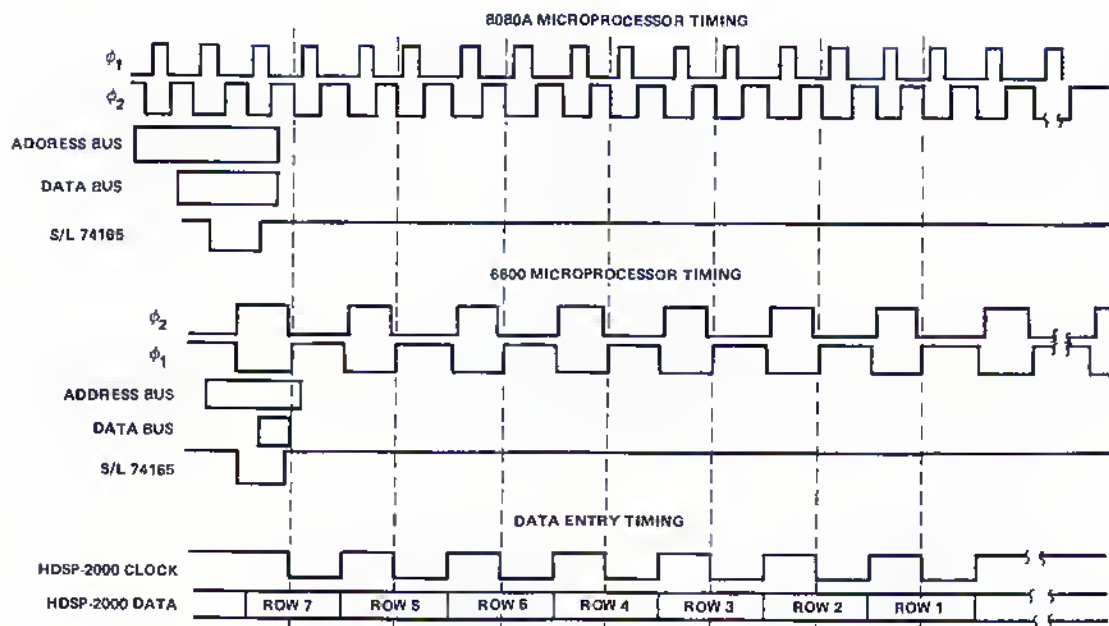 8080A MICROPROCESSOR TIMING
ϕ1
ϕ2
ADDRESS BUS
DATA BUS
S/L 74165
6800 MICROPROCESSOR TIMING
ϕ2
ϕ1
ADDRESS BUS
DATA BUS
S/L 74165
DATA ENTRY TIMING
HDSP-2000 CLOCK
HDSP-2000 DATA ROW 7 ROW 5 ROW 6 ROW 4 ROW 3 ROW 2 ROW 1